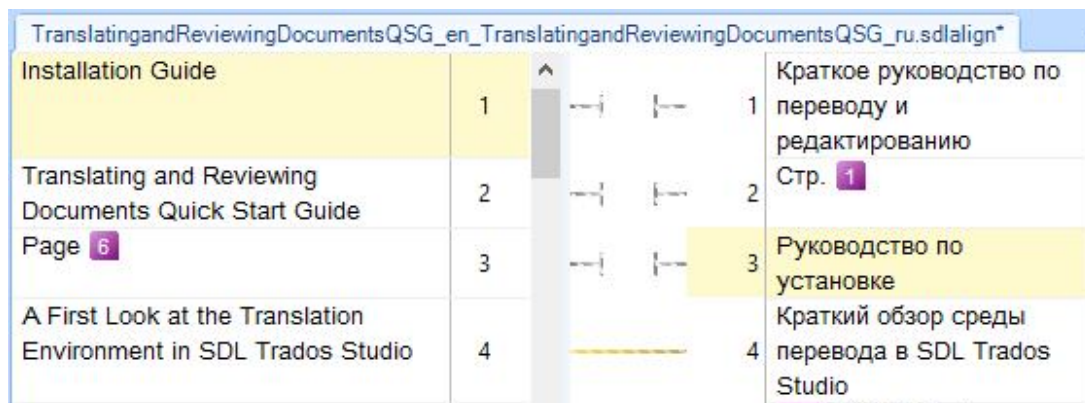 TranslatingandReviewingDocumentsQSG_en_TranslatingandReviewingDocumentsQSG_ru.sdlalign*
Installation Guide
1
1
Краткое руководство по
переводу и
редактированию
Translating and Reviewing
Documents Quick Start Guide
2
2
Стр. 1
Page 6
3
3
Руководство по
установке
A First Look at the Translation
Environment in SDL Trados Studio
4
4
Краткий обзор среды
перевода в SDL Trados
Studio